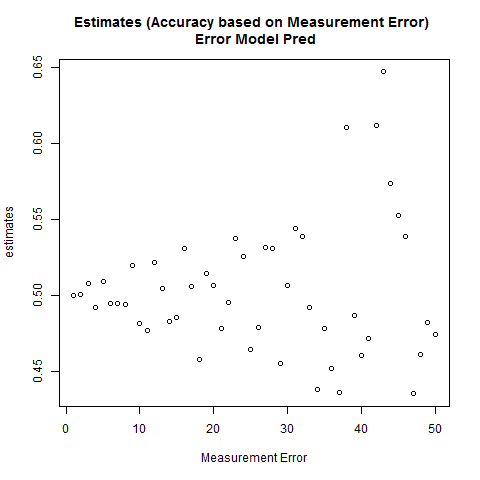 Estimates (Accuracy based on Measurement Error)
Error Model Pred
0.65
0.60
0.55
0.50
0.45
estimates
0 10 20 30 40 50
Measurement Error